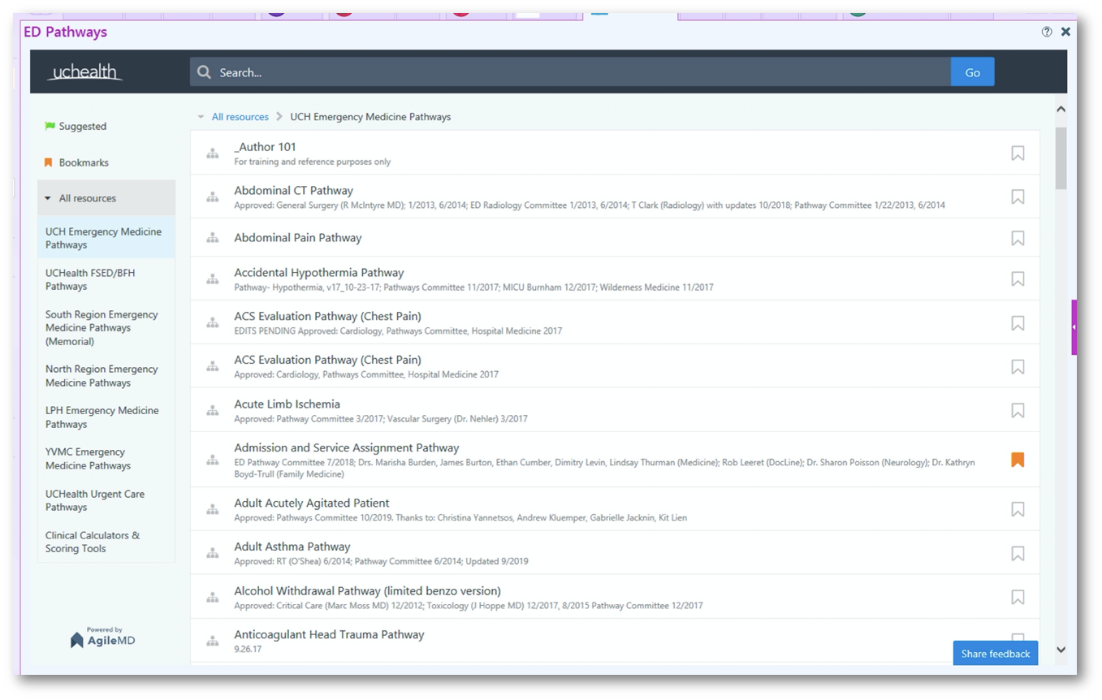 ED Pathways
uchealth
Search...
Go
Suggested
Bookmarks
All resources
UCH Emergency Medicine
Pathways
UCHealth FSED/BFH
Pathways
South Region Emergency
Medicine Pathways
(Memorial)
North Region Emergency
Medicine Pathways
LPH Emergency Medicine
Pathways
YVMC Emergency
Medicine Pathways
UCHealth Urgent Care
Pathways
Clinical Calculators &
Scoring Tools
Powered by
AgileMD
All resources > UCH Emergency Medicine Pathways
_Author 101
For training and reference purposes only
Abdominal CT Pathway
Approved: General Surgery (R McIntyre MD); 1/2013, 6/2014; ED Radiology Committee 1/2013, 6/2014; T Clark (Radiology) with updates 10/2018; Pathway Committee 1/22/2013, 6/2014
Abdominal Pain Pathway
Accidental Hypothermia Pathway
Pathway- Hypothermia, v17_10-23-17; Pathways Committee 11/2017; MICU Burnham 12/2017; Wilderness Medicine 11/2017
ACS Evaluation Pathway (Chest Pain)
EDITS PENDING Approved: Cardiology, Pathways Committee, Hospital Medicine 2017
ACS Evaluation Pathway (Chest Pain)
Approved: Cardiology, Pathways Committee, Hospital Medicine 2017
Acute Limb Ischemia
Approved: Pathway Committee 3/2017; Vascular Surgery (Dr. Nehler) 3/2017
Admission and Service Assignment Pathway
ED Pathway Committee 7/2018; Drs. Marisha Burden, James Burton, Ethan Cumber, Dimitry Levin, Lindsay Thurman (Medicine); Rob Leeret (DocLine); Dr. Sharon Poisson (Neurology); Dr. Kathryn
Boyd-Trull (Family Medicine)
Adult Acutely Agitated Patient
Approved: Pathways Committee 10/2019. Thanks to: Christina Yannetsos, Andrew Kluemper, Gabrielle Jacknin, Kit Lien
Adult Asthma Pathway
Approved: RT (O'Shea) 6/2014; Pathway Committee 6/2014; Updated 9/2019
Alcohol Withdrawal Pathway (limited benzo version)
Approved: Critical Care (Marc Moss MD) 12/2012; Toxicology (J Hoppe MD) 12/2017, 8/2015 Pathway Committee 12/2017
Anticoagulant Head Trauma Pathway
9.26.17
Share feedback